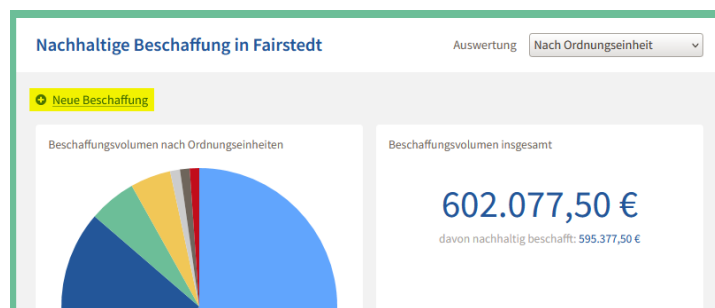 Nachhaltige Beschaffung in Fairstedt
Auswertung Nach Ordnungseinheit
Neue Beschaffung
Beschaffungsvolumen nach Ordnungseinheiten
Beschaffungsvolumen insgesamt
602.077,50 €
davon nachhaltig beschafft: 595.377,50 €